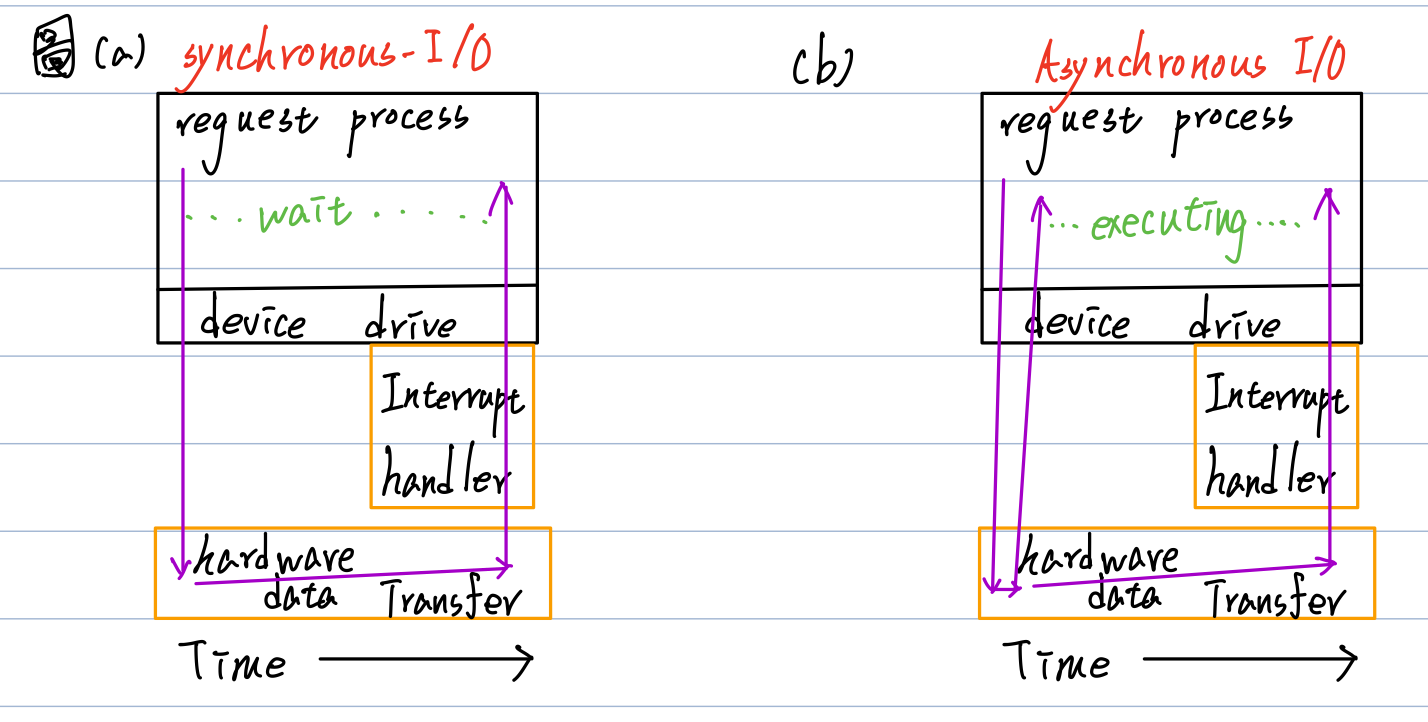 圖 (a) synchronous-I/O
request process
...wait......
device drive
Interrupt
handler
hardware
data Transfer
Time
(b) Asynchronous I/O
request process
...executing....
device drive
Interrupt
handler
hardware
data Transfer
Time